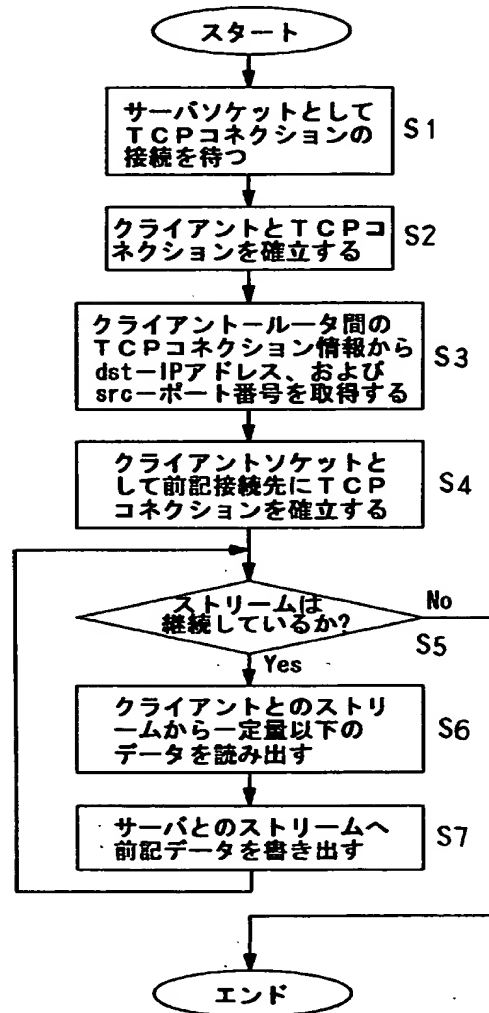 スタート
サーバソケットとして
TCPコネクションの
接続を待つ
S1
クライアントとTCPコ
ネクションを確立する
S2
クライアントールータ間の
TCPコネクション情報から
dst-IPアドレス、および
src-ポート番号を取得する
S3
クライアントソケットと
して前記接続先にTCP
コネクションを確立する
S4
ストリームは
継続しているか?
No
S5
Yes
クライアントとのストリ
ームから一定量以下の
データを読み出す
S6
サーバとのストリームへ
前記データを書き出す
S7
エンド